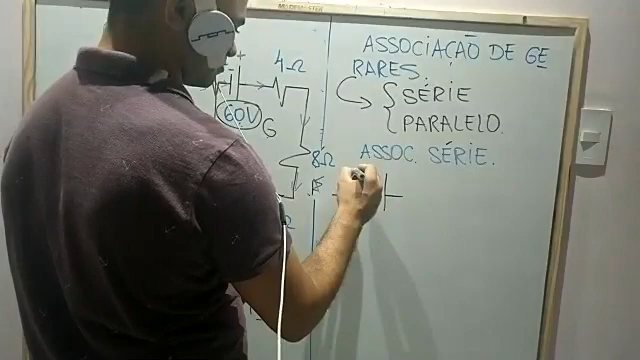 ASSOCIAÇÃO DE GE
RARES.
SÉRIE
PARALELO.
ASSOC. SÉRIE.
4Ω
60V
G
8Ω